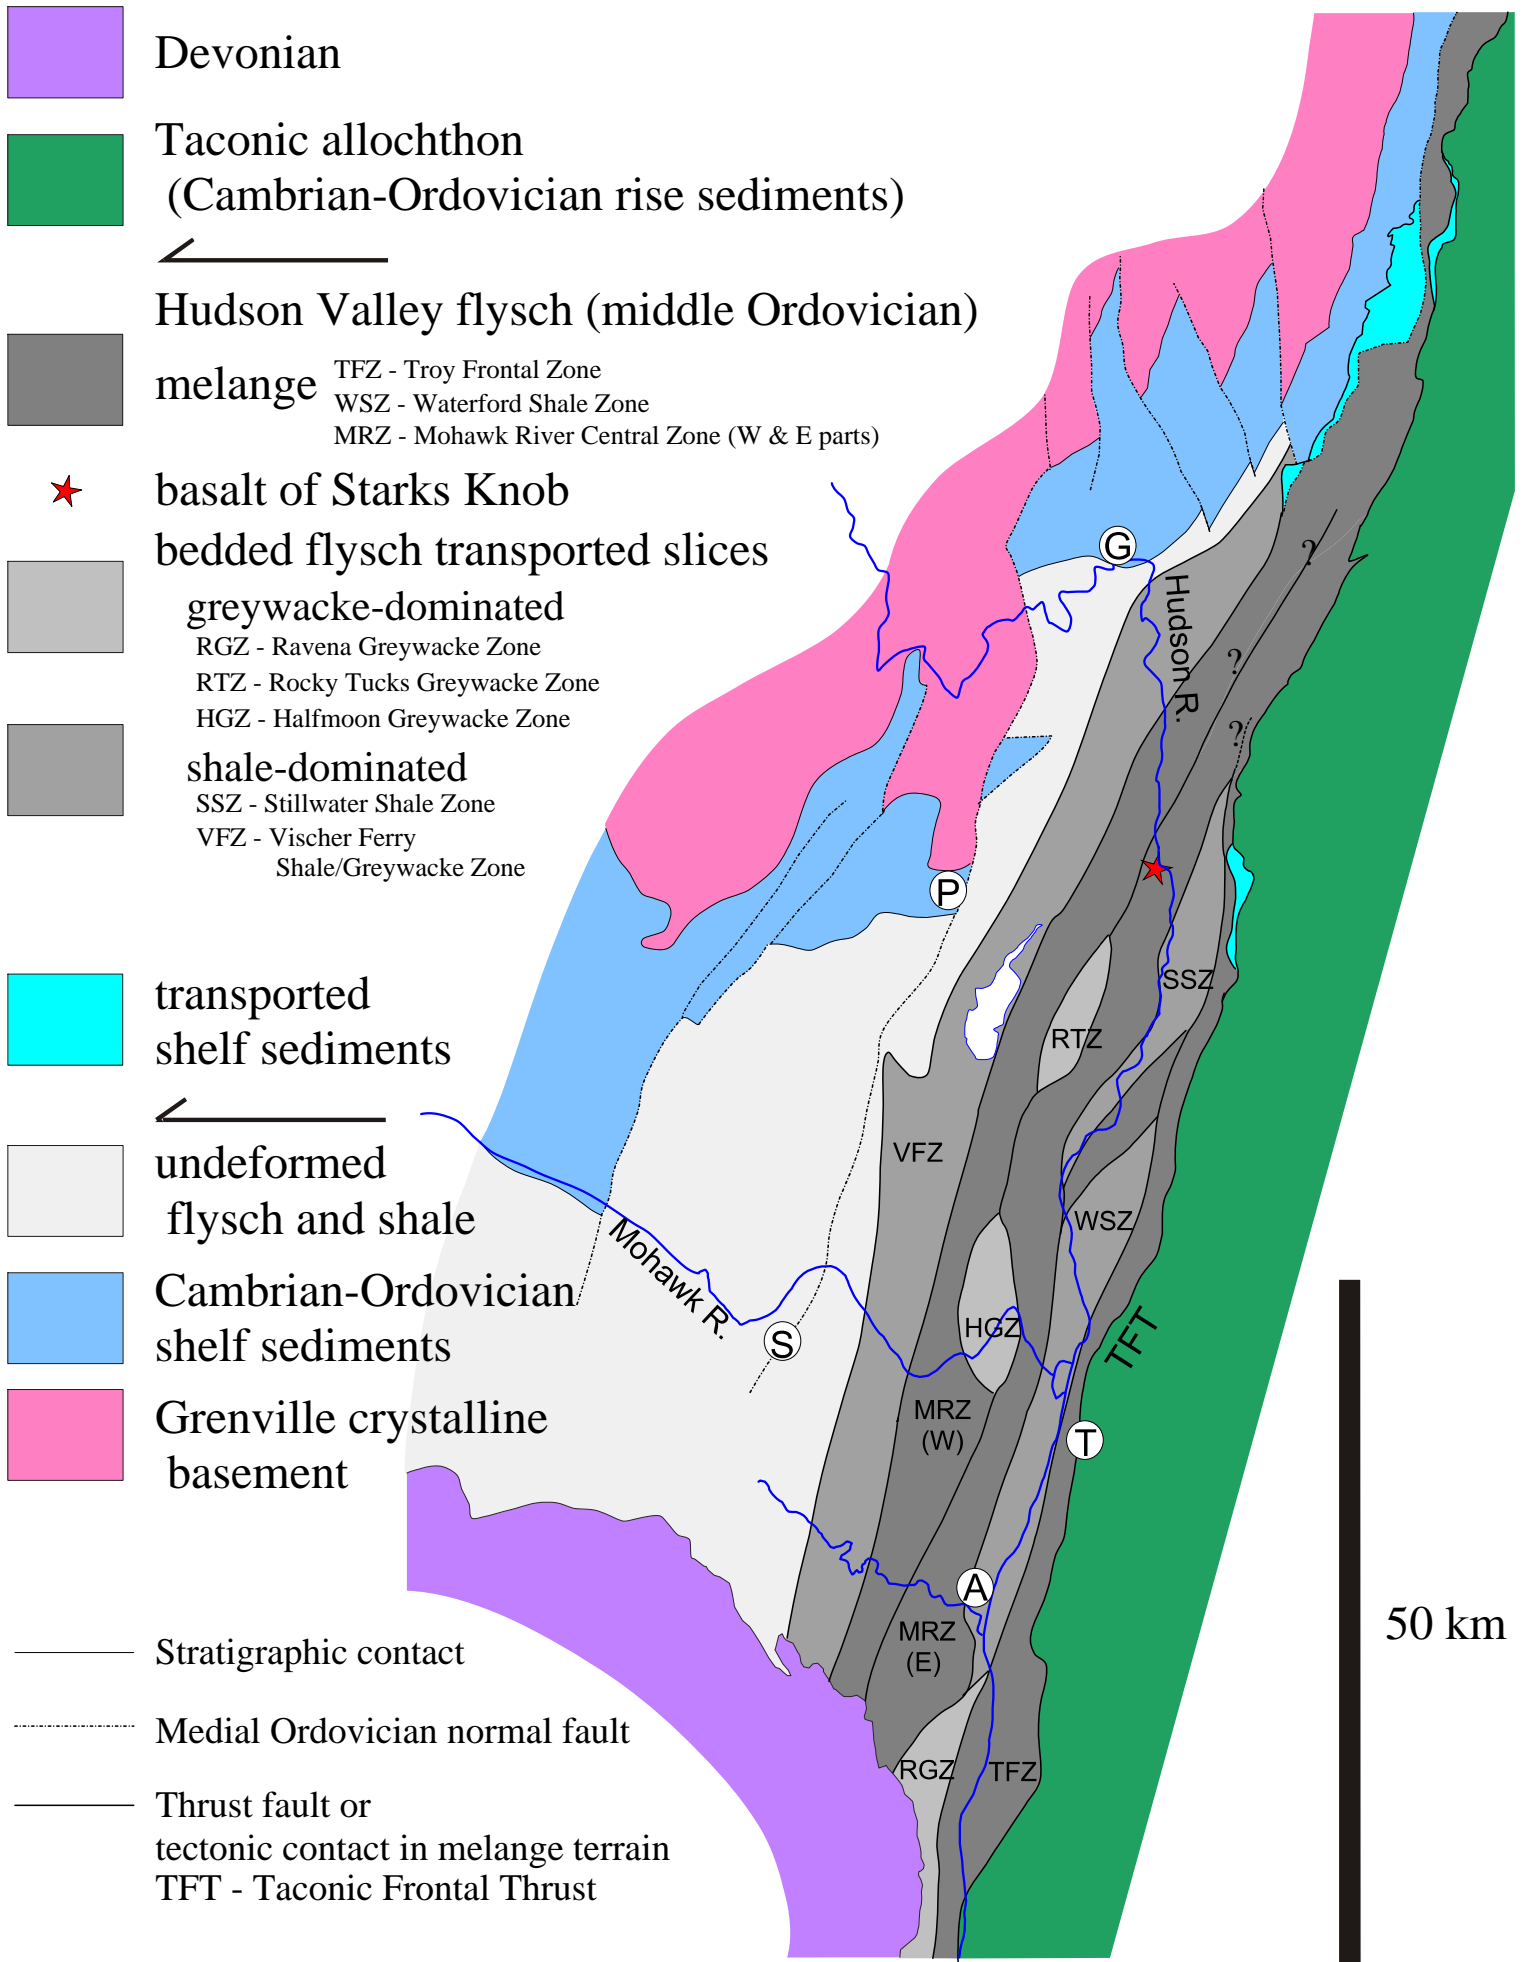 Devonian
Taconic allochthon
(Cambrian-Ordovician rise sediments)
Hudson Valley flysch (middle Ordovician)
melange
TFZ - Troy Frontal Zone
WSZ - Waterford Shale Zone
MRZ - Mohawk River Central Zone (W & E parts)
basalt of Starks Knob
bedded flysch transported slices
greywacke-dominated
RGZ - Ravena Greywacke Zone
RTZ - Rocky Tucks Greywacke Zone
HGZ - Halfmoon Greywacke Zone
shale-dominated
SSZ - Stillwater Shale Zone
VFZ - Vischer Ferry
Shale/Greywacke Zone
transported
shelf sediments
undeformed
flysch and shale
Cambrian-Ordovician
shelf sediments
Grenville crystalline
basement
Stratigraphic contact
Medial Ordovician normal fault
Thrust fault or
tectonic contact in melange terrain
TFT - Taconic Frontal Thrust
G
Hudson R.
?
?
?
P
SSZ
RTZ
VFZ
WSZ
Mohawk R.
S
HGZ
TFT
MRZ
(W)
T
A
MRZ
(E)
RGZ
TFZ
50 km